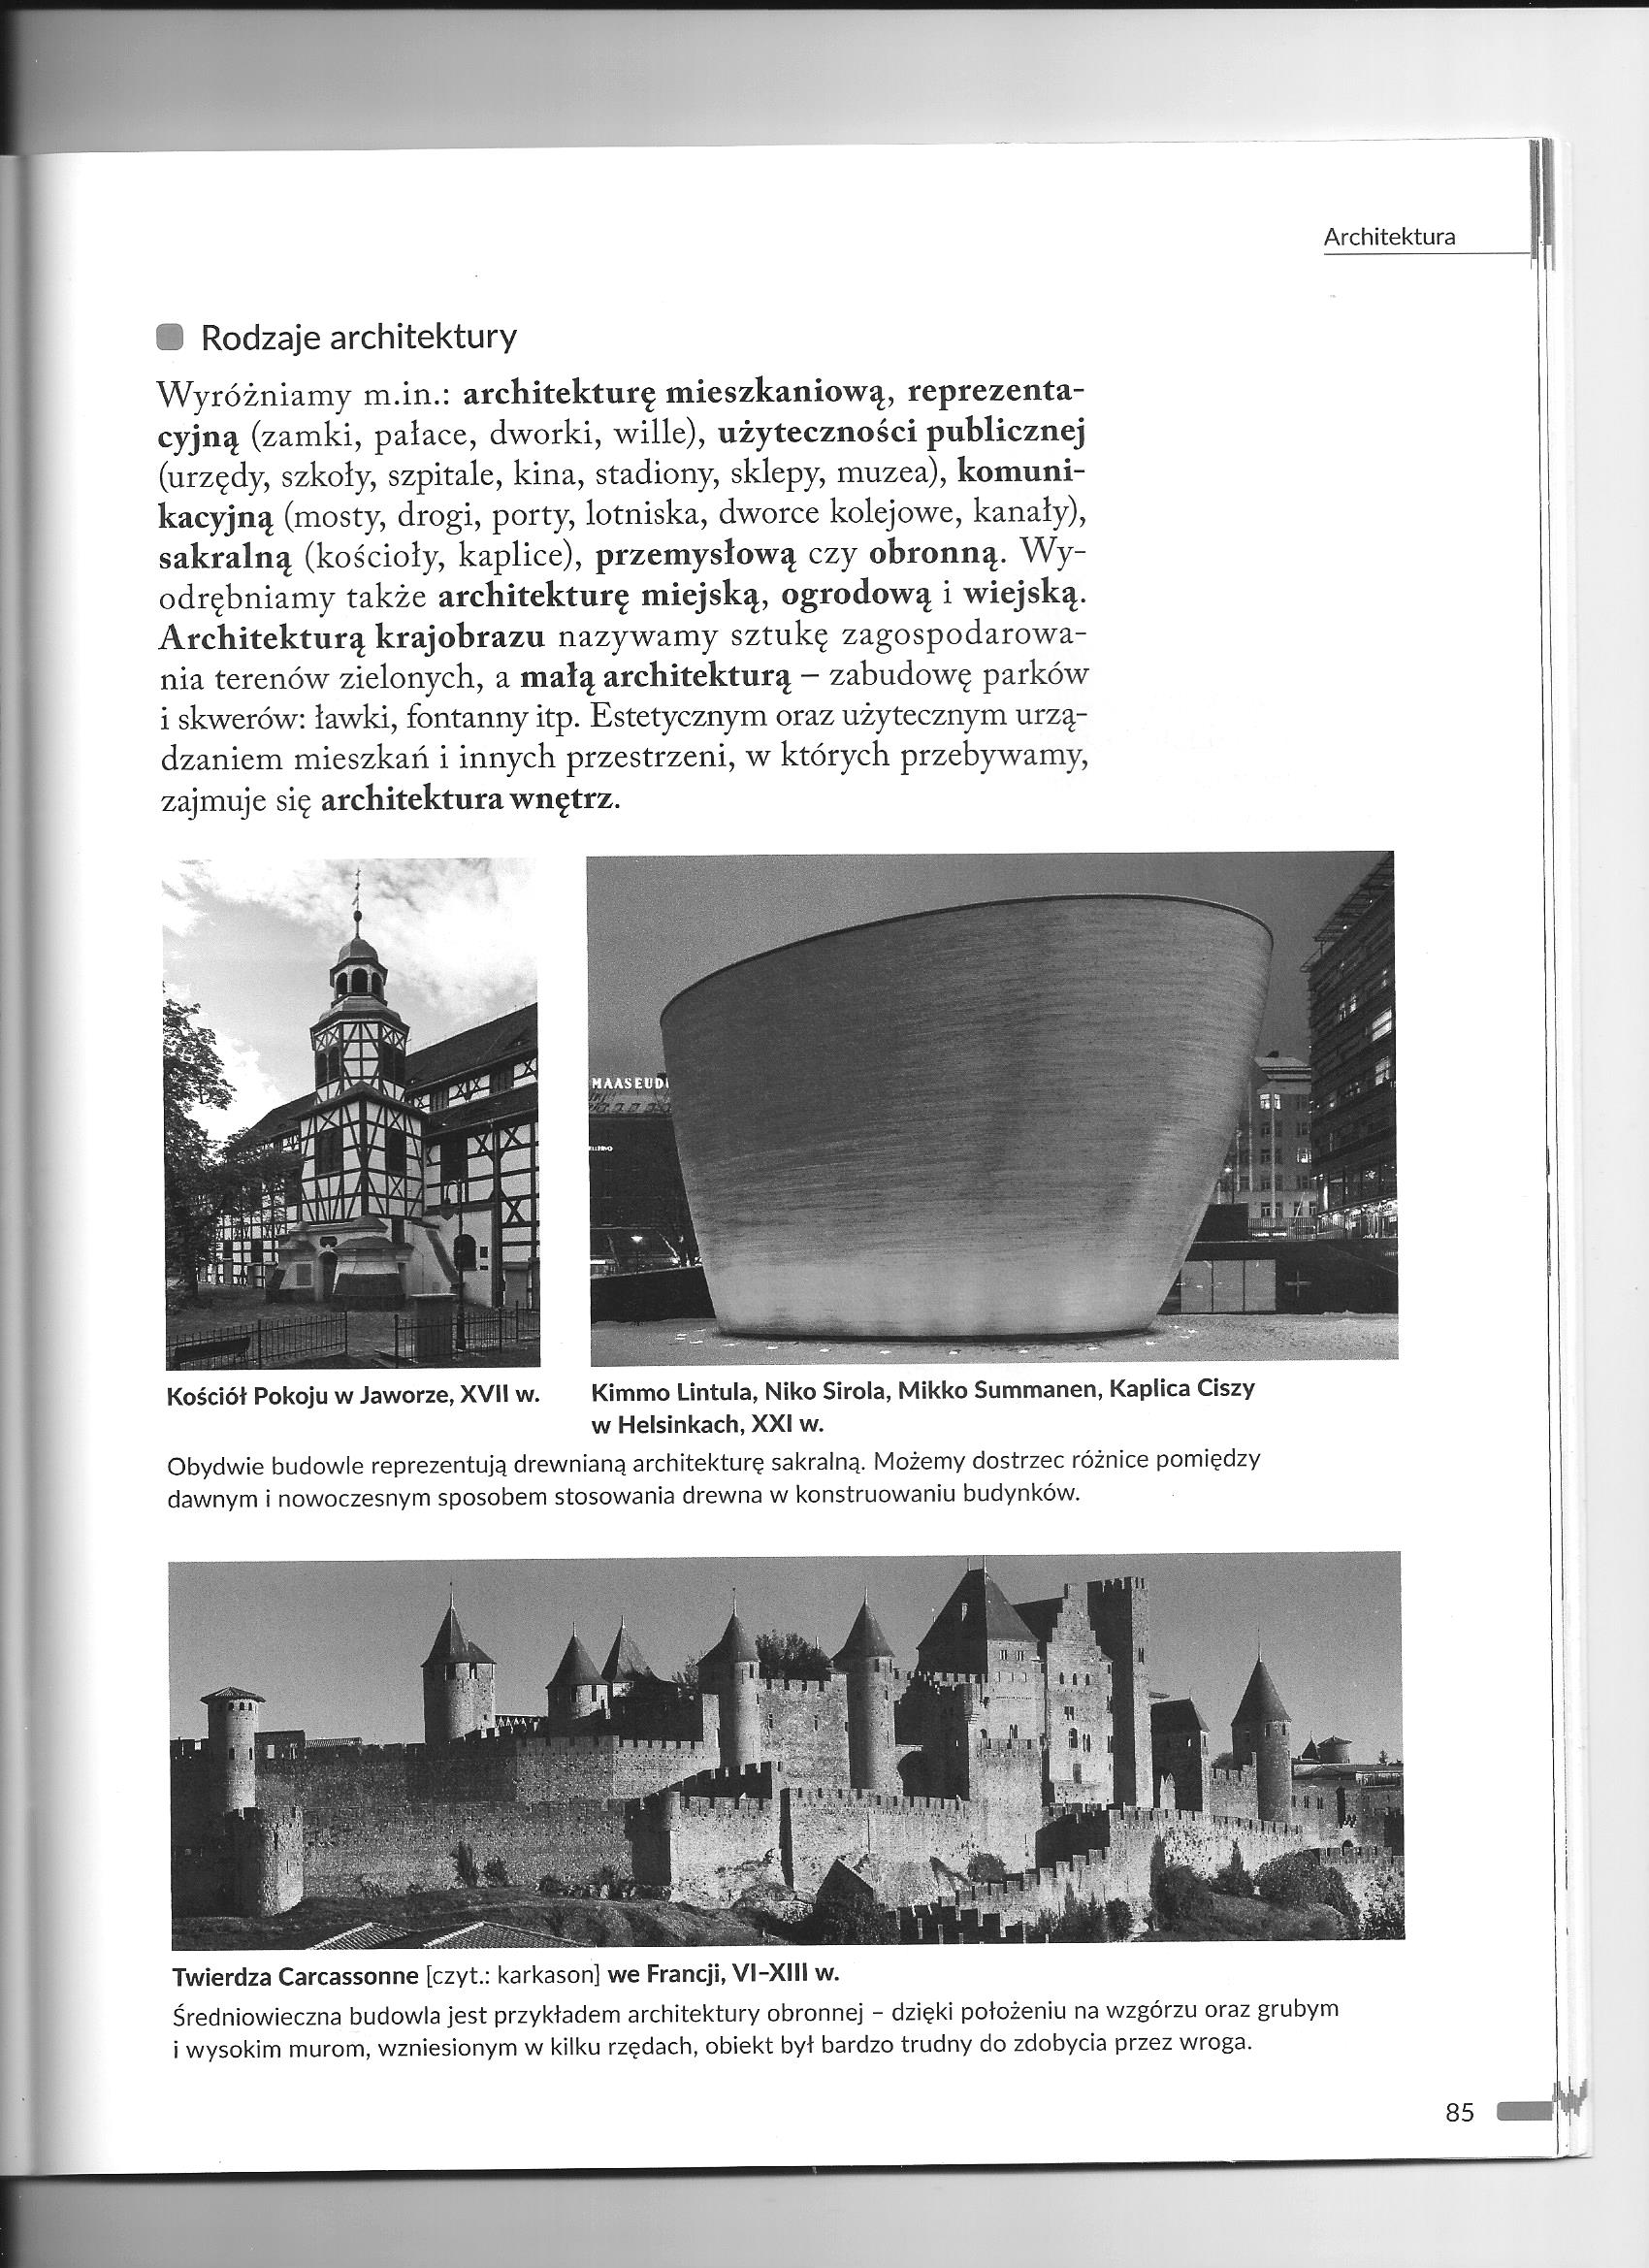 Architektura
Rodzaje architektury
Wyróżniamy m.in.: architekturę mieszkaniową, reprezenta-
cyjną (zamki, pałace, dworki, wille), użyteczności publicznej
(urzędy, szkoły, szpitale, kina, stadiony, sklepy, muzea), komuni-
kacyjną (mosty, drogi, porty, lotniska, dworce kolejowe, kanały),
sakralną (kościoły, kaplice), przemysłową czy obronną. Wy-
odrębniamy także architekturę miejską, ogrodową i wiejską.
Architekturą krajobrazu nazywamy sztukę zagospodarowa-
nia terenów zielonych, a małą architekturą – zabudowę parków
i skwerów: ławki, fontanny itp. Estetycznym oraz użytecznym urzą-
dzaniem mieszkań i innych przestrzeni, w których przebywamy,
zajmuje się architektura wnętrz.
MAASEUD
Kościół Pokoju w Jaworze, XVII w.
Kimmo Lintula, Niko Sirola, Mikko Summanen, Kaplica Ciszy
w Helsinkach, XXI w.
Obydwie budowle reprezentują drewnianą architekturę sakralną. Możemy dostrzec różnice pomiędzy
dawnym i nowoczesnym sposobem stosowania drewna w konstruowaniu budynków.
Twierdza Carcassonne [czyt.: karkason] we Francji, VI–XIII w.
Średniowieczna budowla jest przykładem architektury obronnej – dzięki położeniu na wzgórzu oraz grubym
i wysokim murom, wzniesionym w kilku rzędach, obiekt był bardzo trudny do zdobycia przez wroga.
85